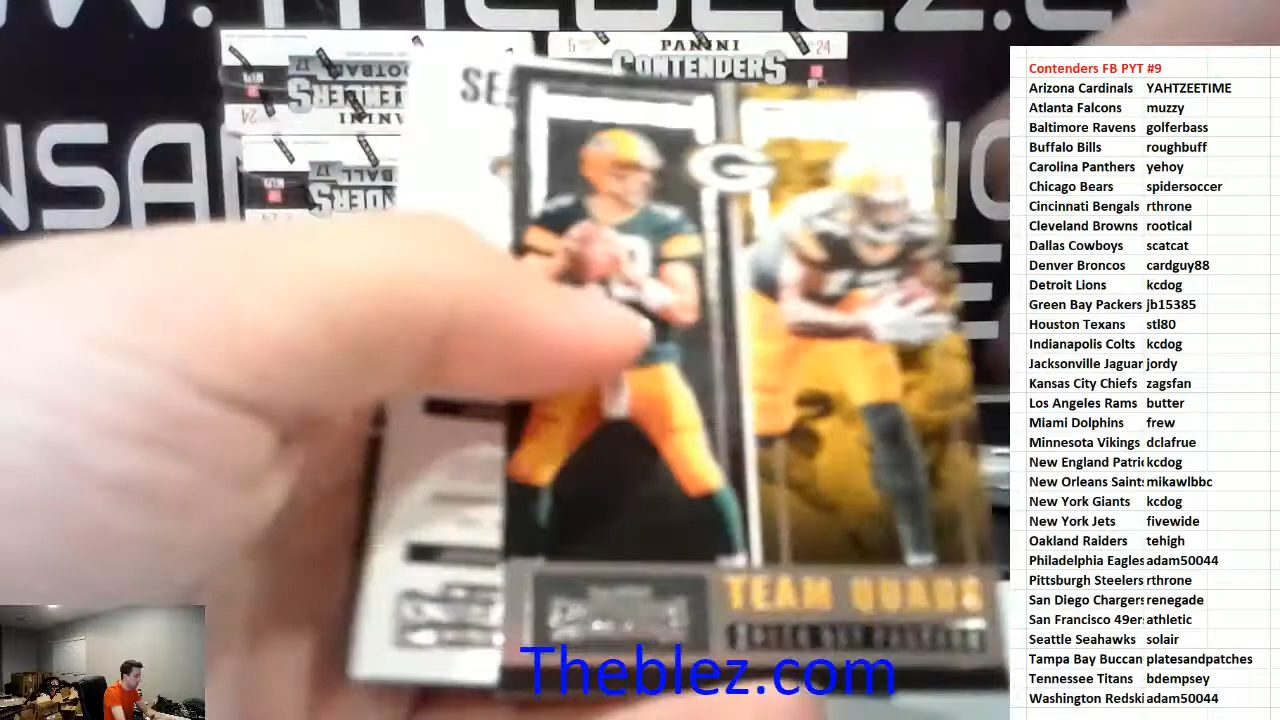 PANINI
CONTENDERS
24
SE
G
TEAM QUADS
Theblez.com
Contenders FB PYT #9
Arizona Cardinals YAHTZEETIME
Atlanta Falcons muzzy
Baltimore Ravens golferbass
Buffalo Bills roughbuff
Carolina Panthers yehoy
Chicago Bears spidersoccer
Cincinnati Bengals rthrone
Cleveland Browns rootical
Dallas Cowboys scatcat
Denver Broncos cardguy88
Detroit Lions kcdog
Green Bay Packers jb15385
Houston Texans stl80
Indianapolis Colts kcdog
Jacksonville Jaguar jordy
Kansas City Chiefs zagsfan
Los Angeles Rams butter
Miami Dolphins frew
Minnesota Vikings dclafrue
New England Patri kcdog
New Orleans Saint mikawlbbc
New York Giants kcdog
New York Jets fivewide
Oakland Raiders tehigh
Philadelphia Eagles adam50044
Pittsburgh Steelers rthrone
San Diego Chargers renegade
San Francisco 49er athletic
Seattle Seahawks solair
Tampa Bay Buccan platesandpatches
Tennessee Titans bdempsey
Washington Redski adam50044